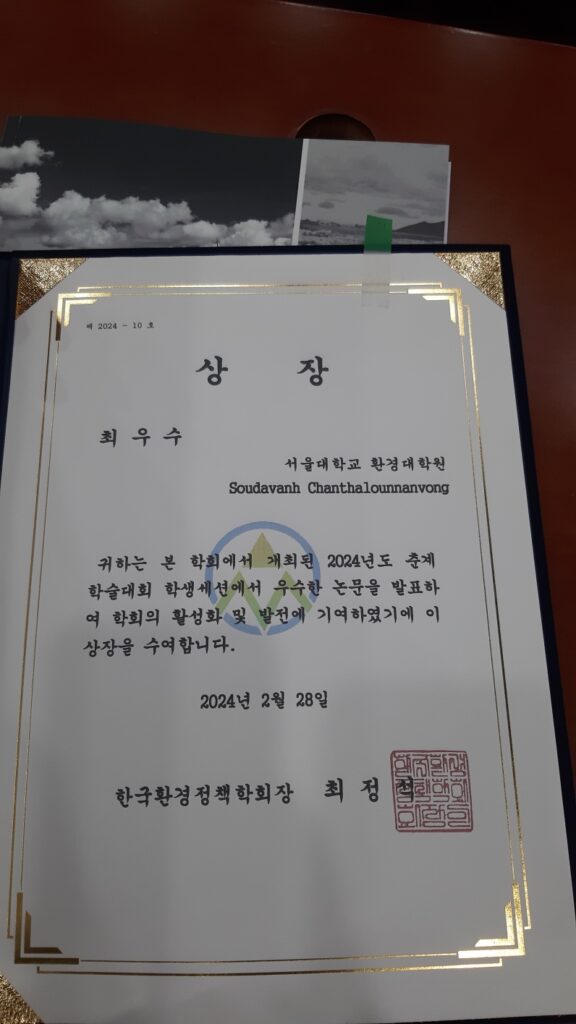 제 2024 - 10 호
상 장
최 우 수
서울대학교 환경대학원
Soudavanh Chanthalounnanvong
귀하는 본 학회에서 개최된 2024년도 춘계
학술대회 학생세션에서 우수한 논문을 발표하
여 학회의 활성화 및 발전에 기여하였기에 이
상장을 수여합니다.
2024년 2월 28일
한국환경정책학회장 최 정 석